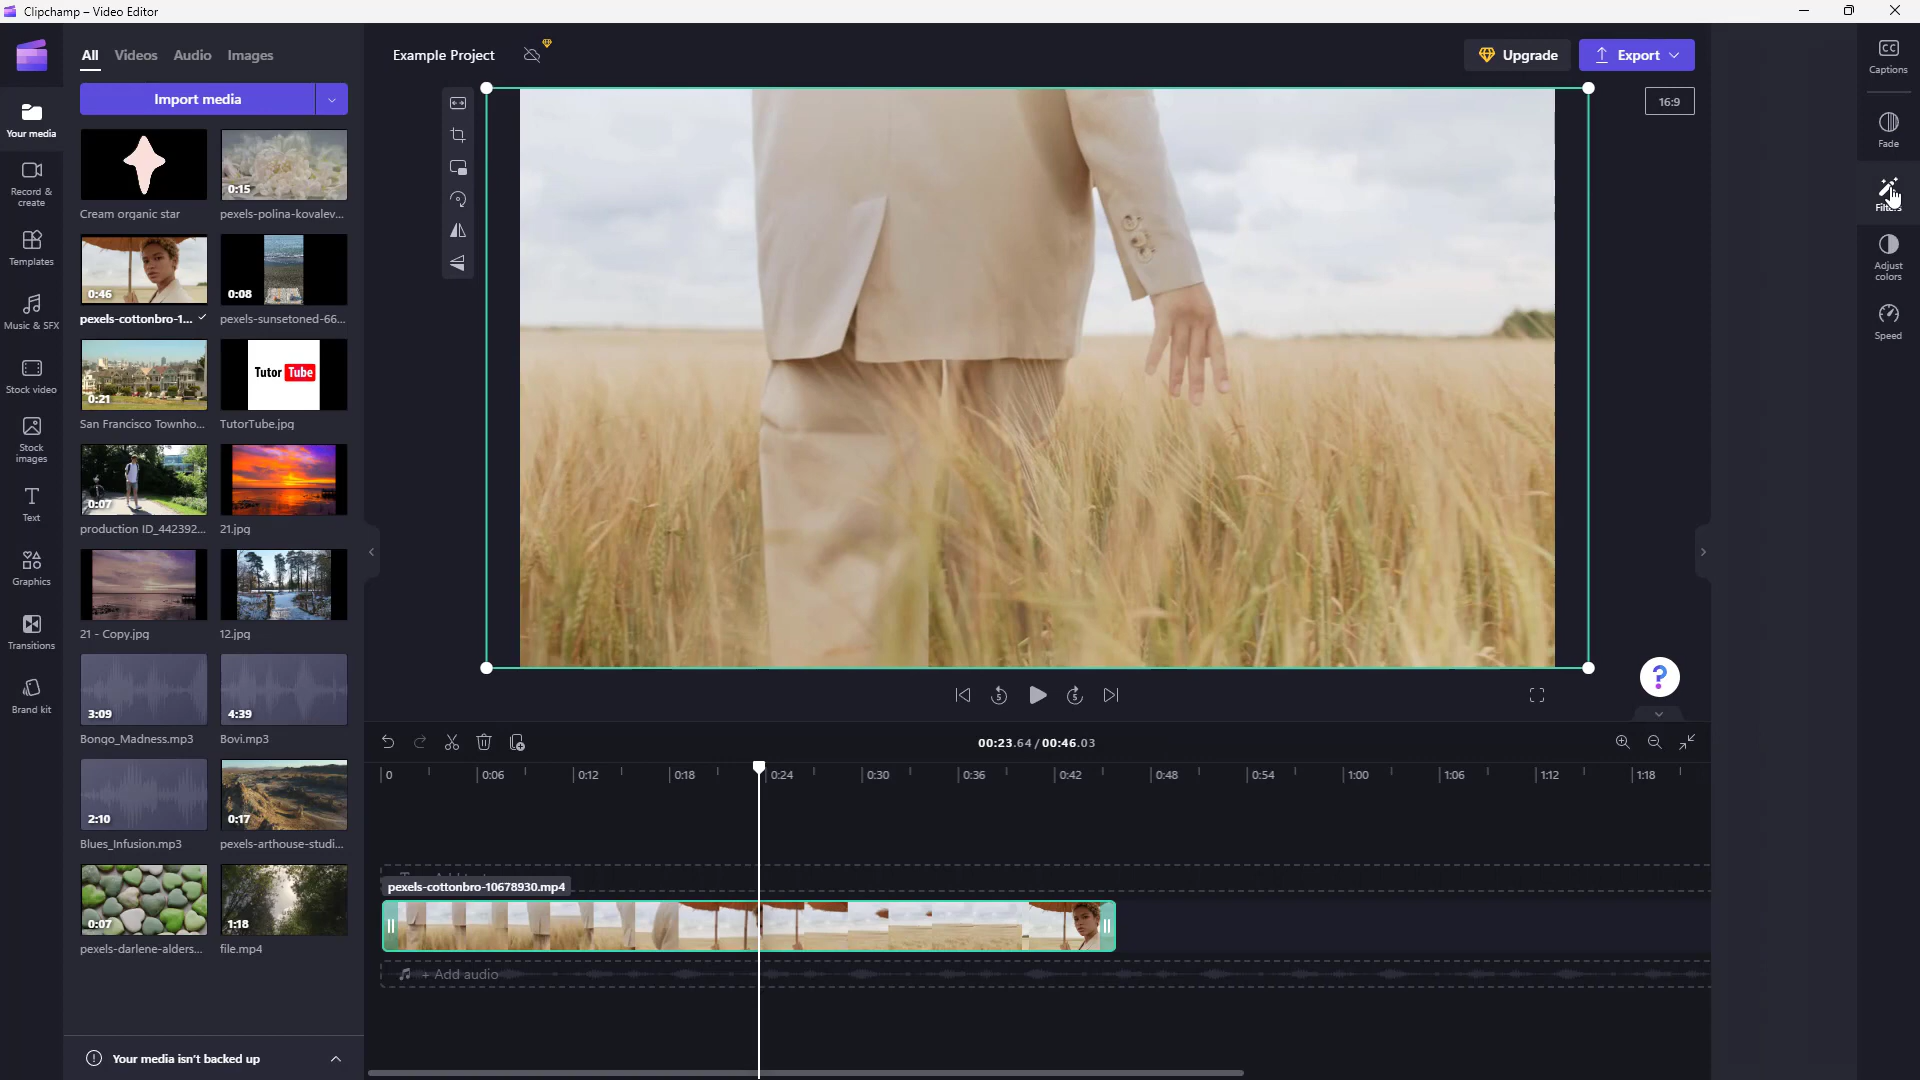 Clipchamp – Video Editor
All Videos Audio Images
Import media
Your media
Record &
create
Templates
Music & SFX
Stock video
Stock
images
Text
Graphics
Transitions
Brand kit
Cream organic star
0:15
pexels-polina-kovalev...
0:46
pexels-cottonbro-1...
0:08
pexels-sunsetoned-66...
0:21
San Francisco Townho...
Tutor Tube
TutorTube.jpg
0:07
production ID_442392...
21.jpg
21 - Copy.jpg
12.jpg
3:09
Bongo_Madness.mp3
4:39
Bovi.mp3
2:10
Blues_Infusion.mp3
0:17
pexels-arthouse-studi...
0:07
pexels-darlene-alders...
1:18
file.mp4
Your media isn't backed up
Example Project
Upgrade
Export
16:9
?
5
5
00:23.64 / 00:46.03
0 0:06 0:12 0:18 0:24 0:30 0:36 0:42 0:48 0:54 1:00 1:06 1:12 1:18
pexels-cottonbro-10678930.mp4
+ Add audio
CC
Captions
Fade
Filters
Adjust
colors
Speed